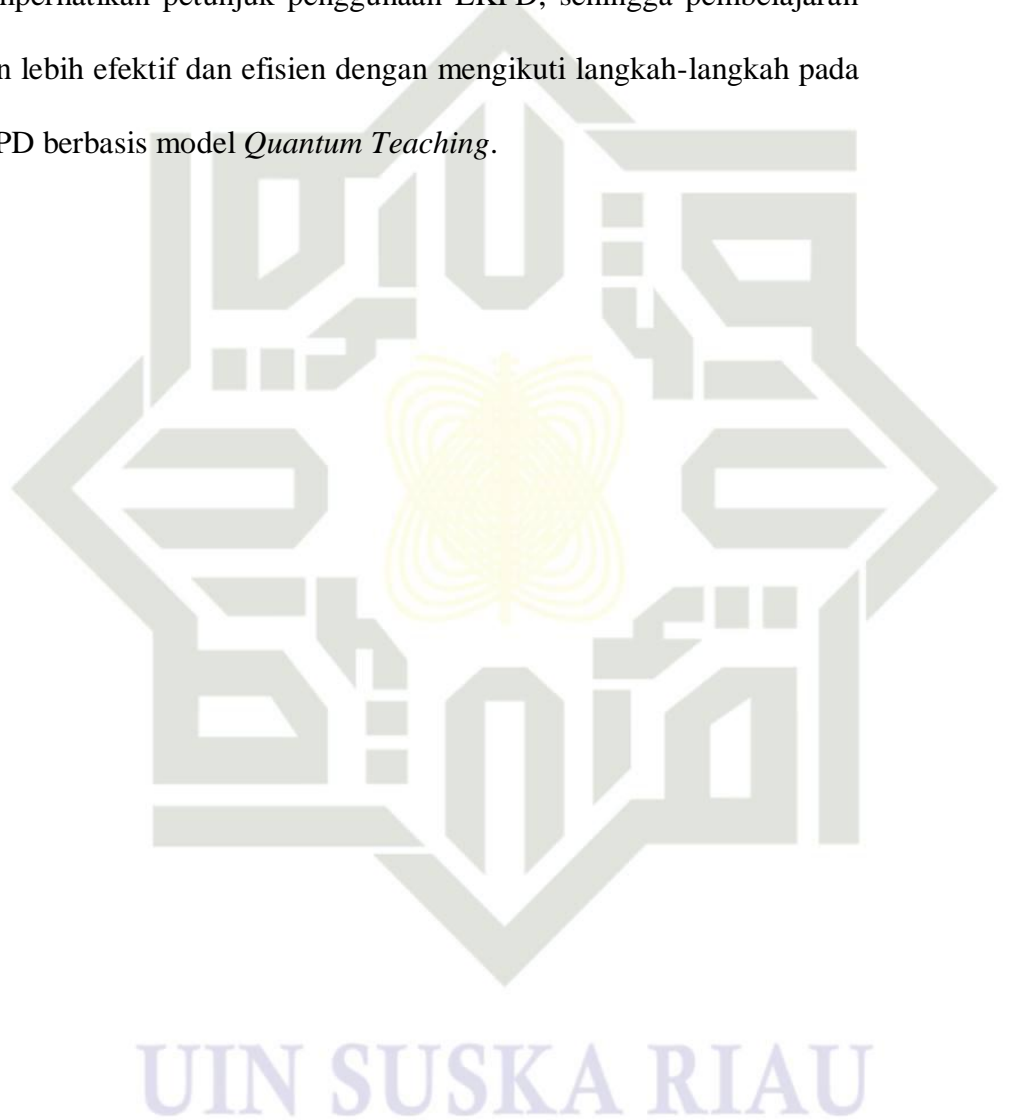 perhatikan petunjuk penggunaan LKPD, sehingga pembelajaran
lebih efektif dan efisien dengan mengikuti langkah-langkah pada
PD berbasis model Quantum Teaching.
UIN SUSKA RIAU